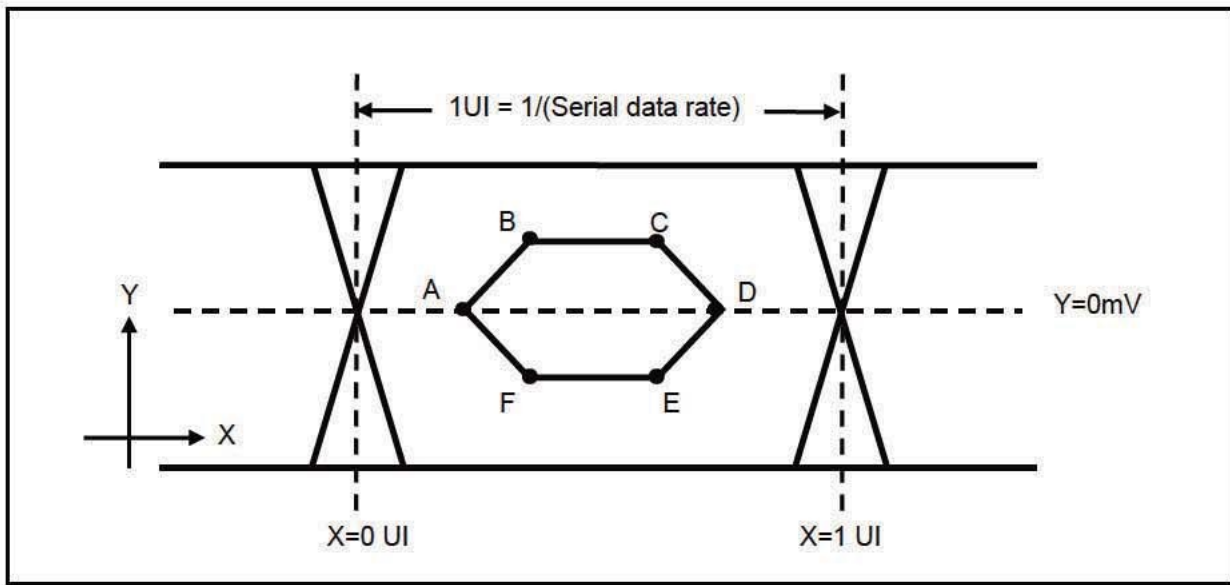 1UI = 1/(Serial data rate)
B
C
A
D
Y
Y=0mV
F
E
X
X=0 UI
X=1 UI